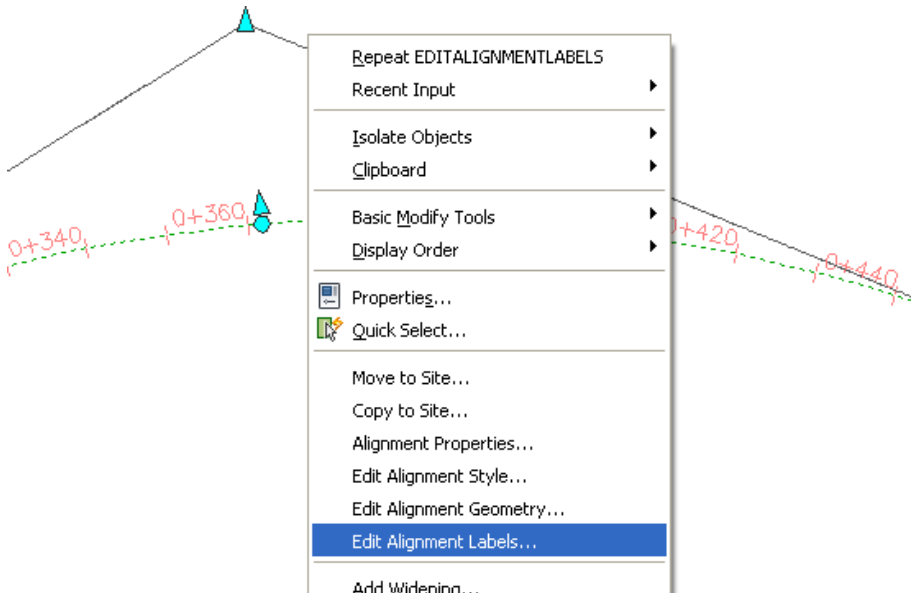 Repeat EDITALIGNMENTLABELS
Recent Input
Isolate Objects
Clipboard
Basic Modify Tools
Display Order
Properties...
Quick Select...
Move to Site...
Copy to Site...
Alignment Properties...
Edit Alignment Style...
Edit Alignment Geometry...
Edit Alignment Labels...
Add Widening...
0+340
0+360
0+420
0+440